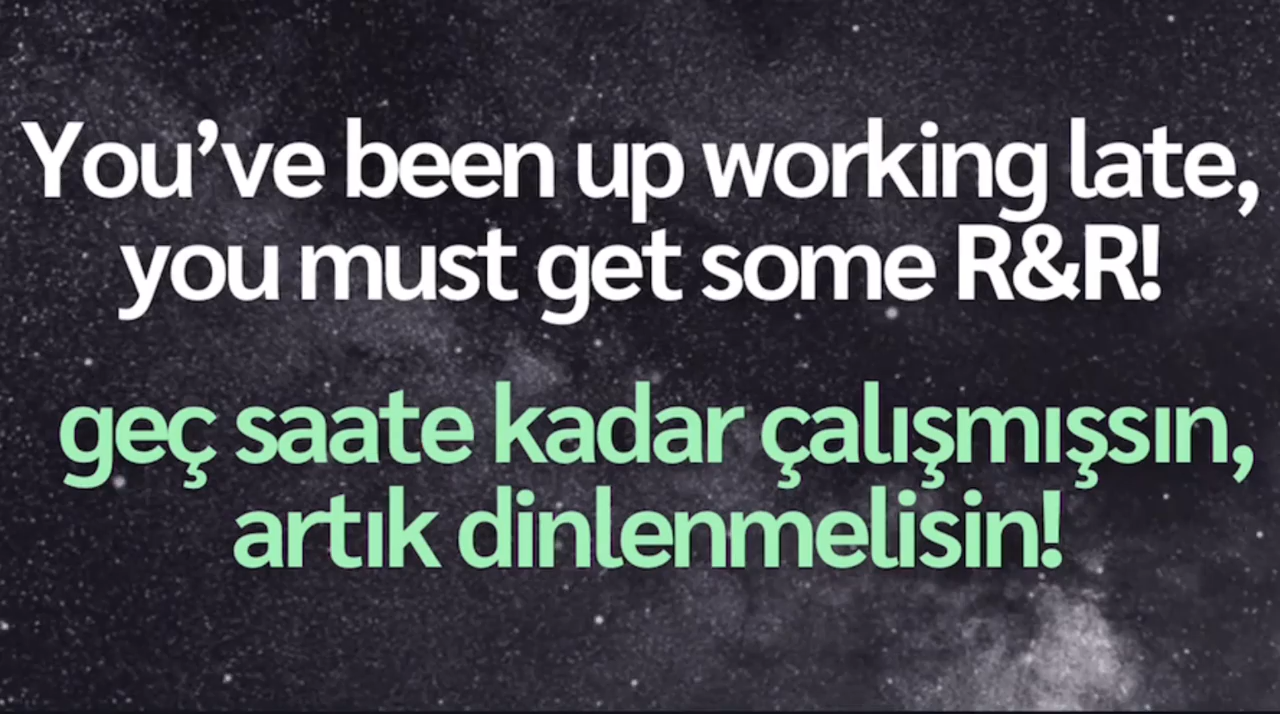 You’ve been up working late,
you must get some R&R!
geç saate kadar çalışmışsın,
artık dinlenmelisin!